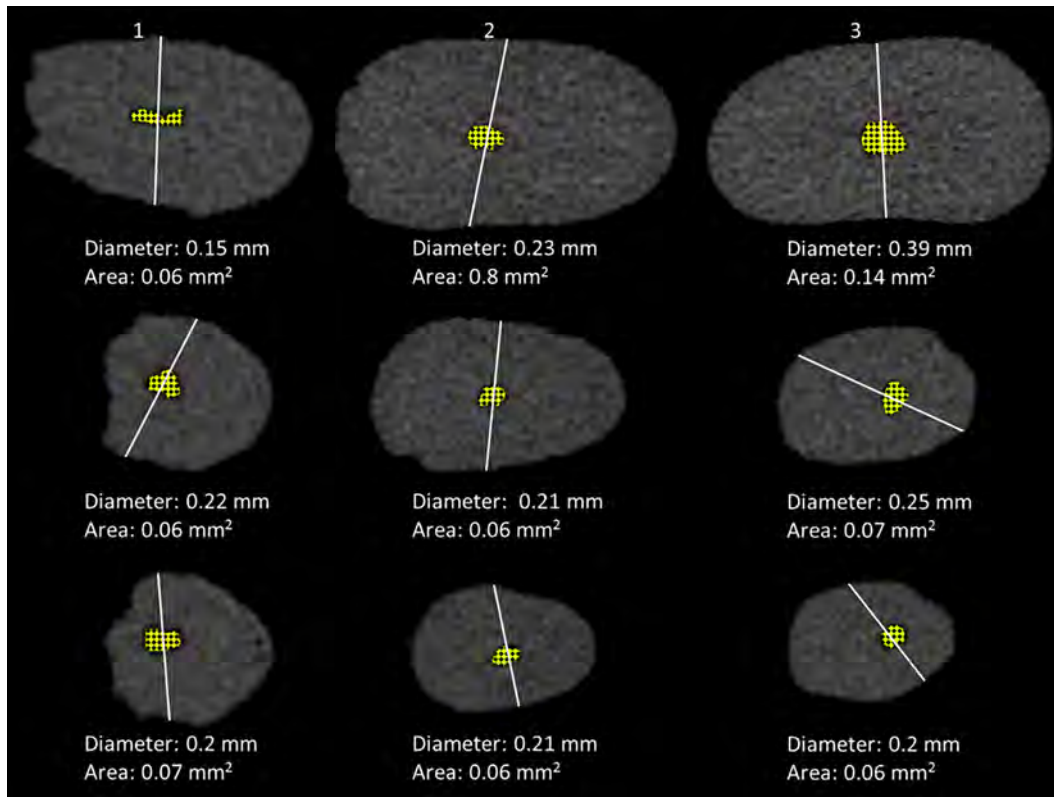 1 2 3
Diameter: 0.15 mm
Area: 0.06 mm²
Diameter: 0.23 mm
Area: 0.8 mm²
Diameter: 0.39 mm
Area: 0.14 mm²
Diameter: 0.22 mm
Area: 0.06 mm²
Diameter:  0.21 mm
Area: 0.06 mm²
Diameter: 0.25 mm
Area: 0.07 mm²
Diameter: 0.2 mm
Area: 0.07 mm²
Diameter: 0.21 mm
Area: 0.06 mm²
Diameter: 0.2 mm
Area: 0.06 mm²